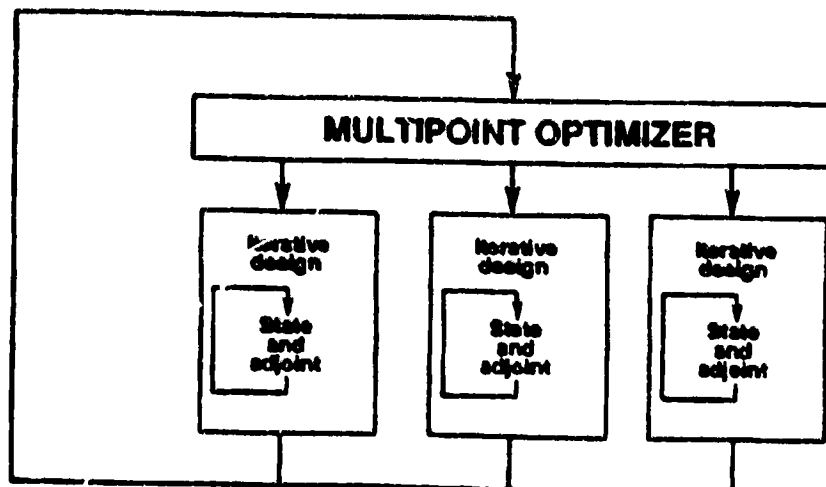 MULTIPOINT OPTIMIZER
Iterative
design
State
and
adjoint
Iterative
design
State
and
adjoint
Iterative
design
State
and
adjoint